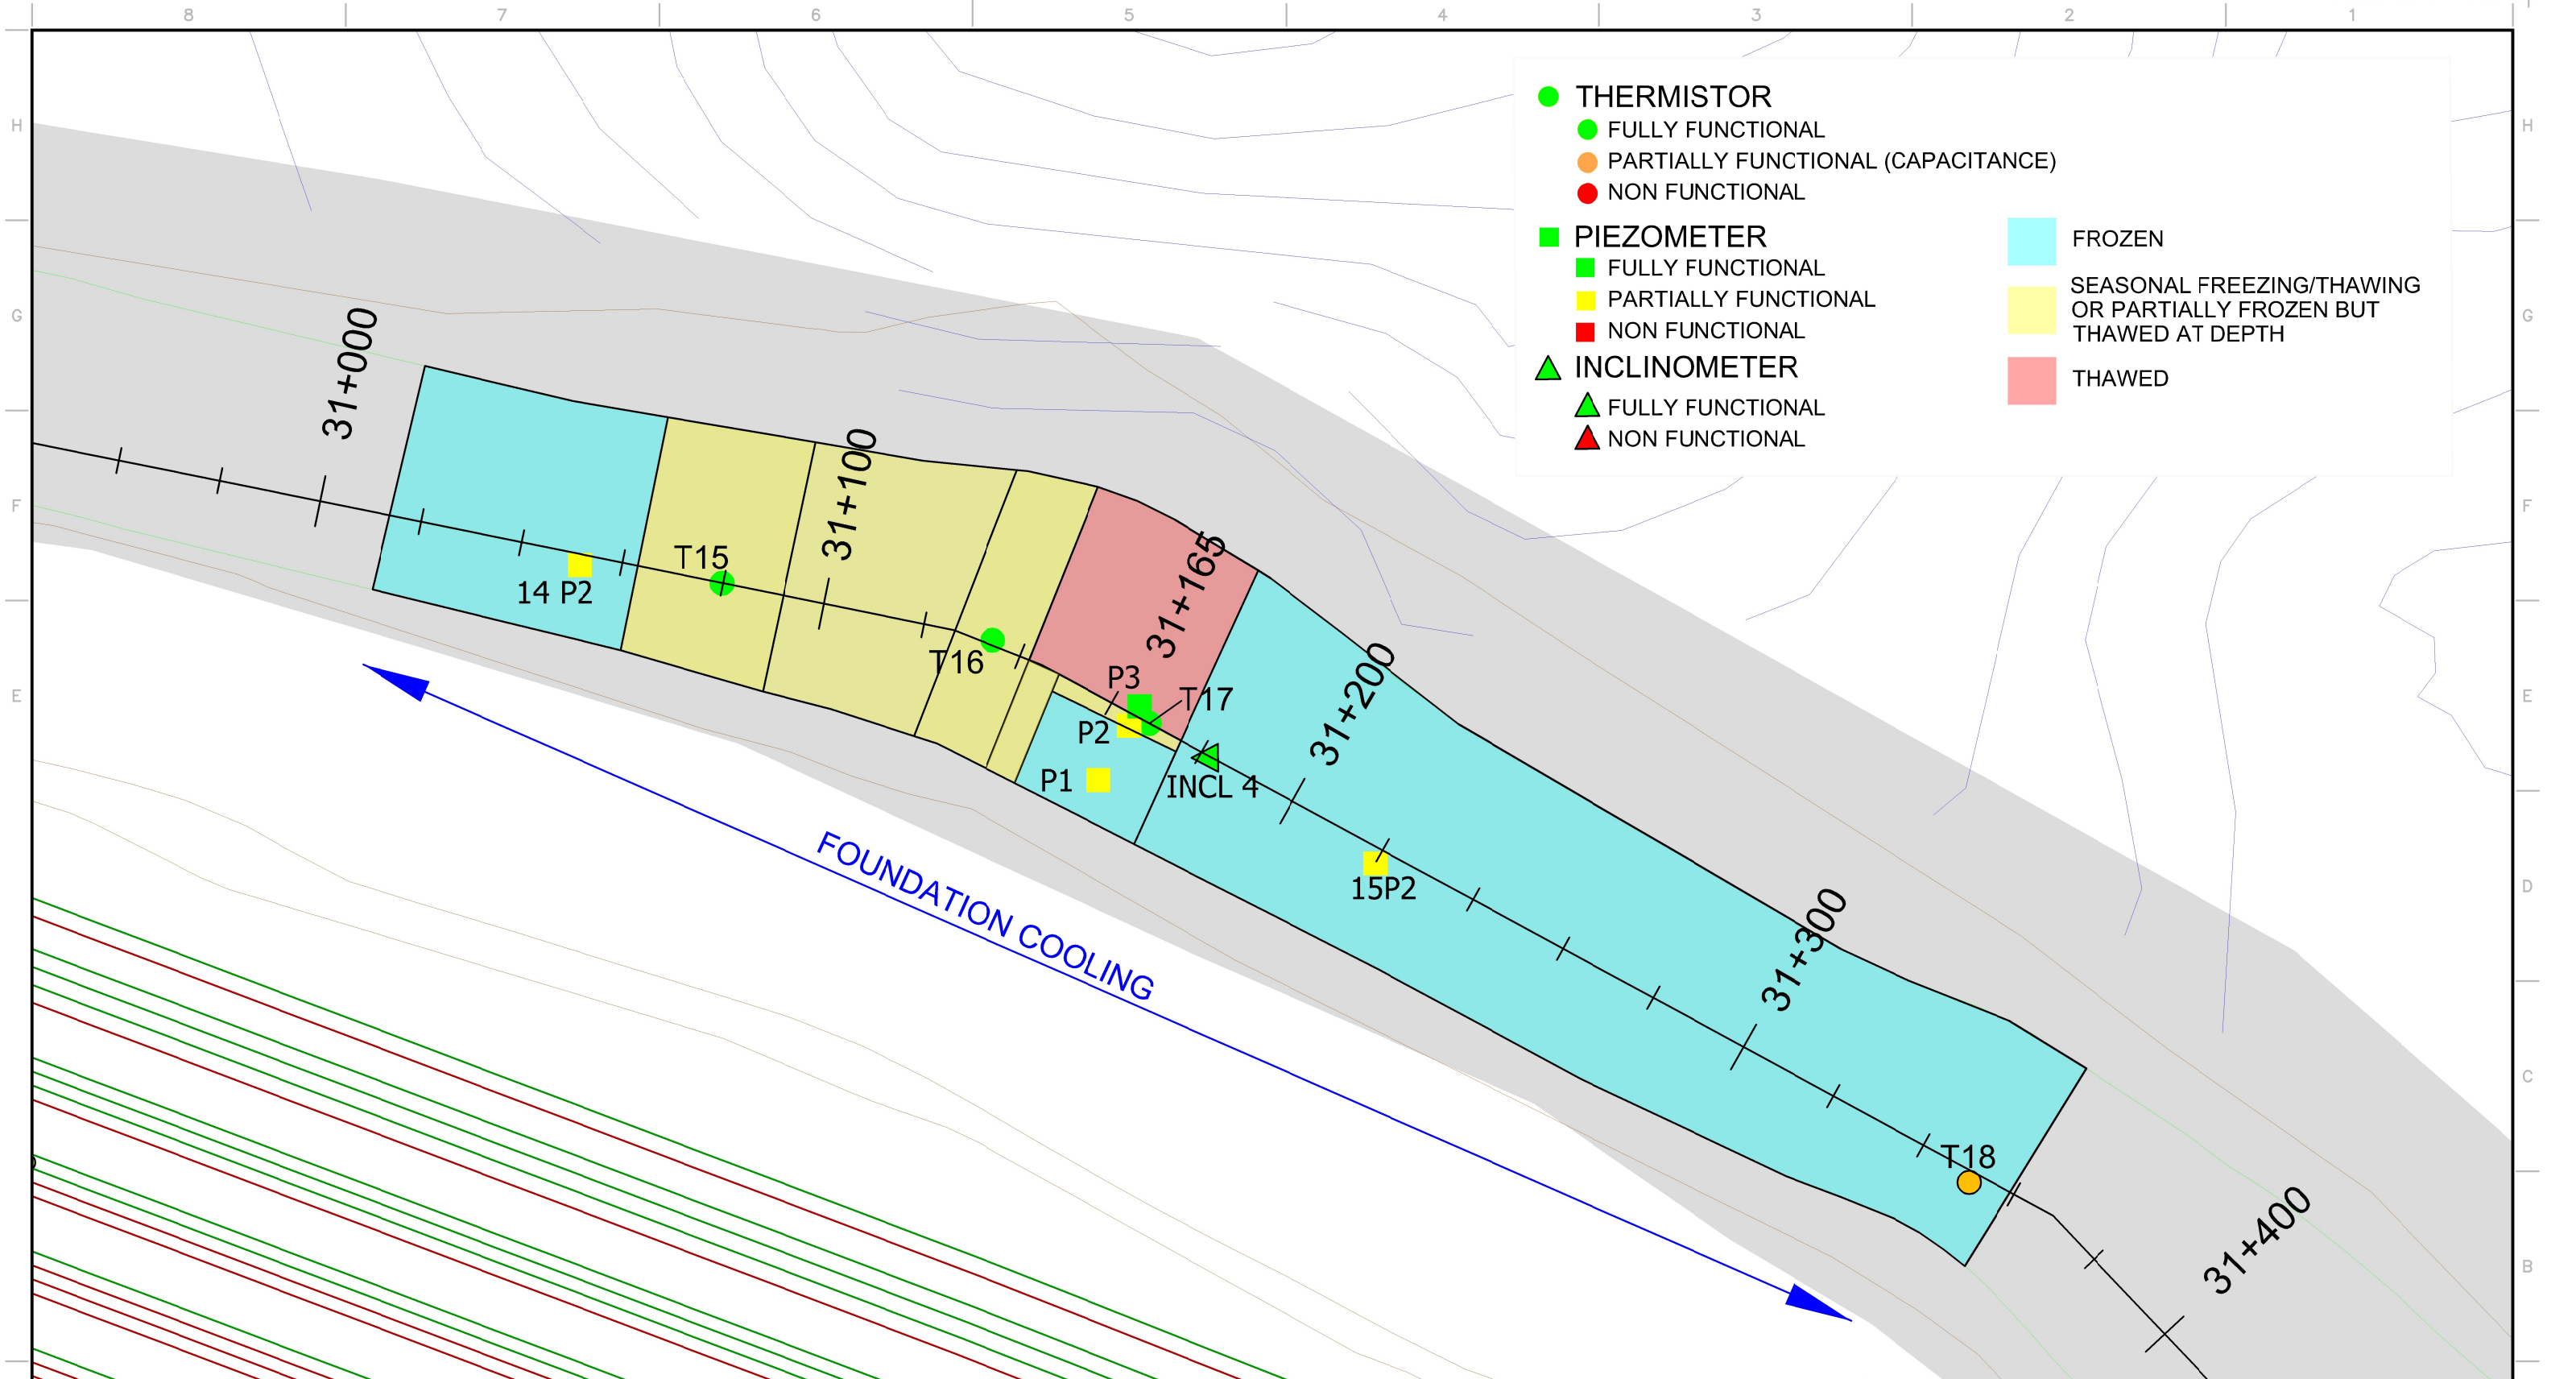 8 7 6 5 4 3 2 1
THERMISTOR
FULLY FUNCTIONAL
PARTIALLY FUNCTIONAL (CAPACITANCE)
NON FUNCTIONAL
PIEZOMETER
FULLY FUNCTIONAL
PARTIALLY FUNCTIONAL
NON FUNCTIONAL
INCLINOMETER
FULLY FUNCTIONAL
NON FUNCTIONAL
FROZEN
SEASONAL FREEZING/THAWING
OR PARTIALLY FROZEN BUT
THAWED AT DEPTH
THAWED
H
H
G
G
F
F
E
E
D
C
B
31+000
31+100
31+165
31+200
31+300
31+400
14 P2
T15
T16
P3
T17
P2
P1
INCL 4
15P2
T18
FOUNDATION COOLING